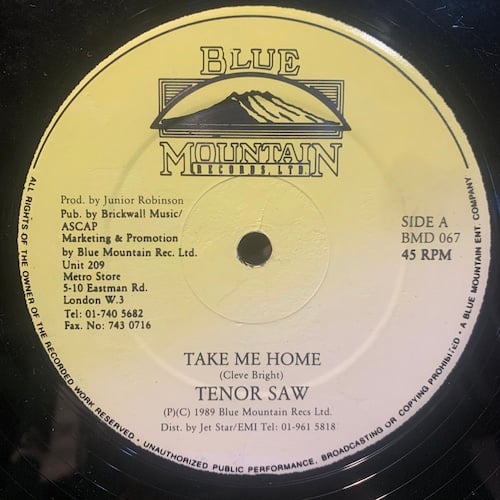 BLUE
MOUNTAIN
RECORDS, LTD.
Prod. by Junior Robinson
Pub. by Brickwall Music/
ASCAP
Marketing & Promotion
by Blue Mountain Rec. Ltd.
Unit 209
Metro Store
5-10 Eastman Rd.
London W.3
Tel: 01-740 5682
Fax. No: 743 0716
SIDE A
BMD 067
45 RPM
TAKE ME HOME
(Cleve Bright)
TENOR SAW
(P)(C) 1989 Blue Mountain Recs Ltd.
Dist. by Jet Star/EMI Tel: 01-961 5818
ALL RIGHTS OF THE OWNER OF THE RECORDED WORK RESERVED • UNAUTHORIZED PUBLIC PERFORMANCE, BROADCASTING OR COPYING PROHIBITED • A BLUE MOUNTAIN ENT. COMPANY